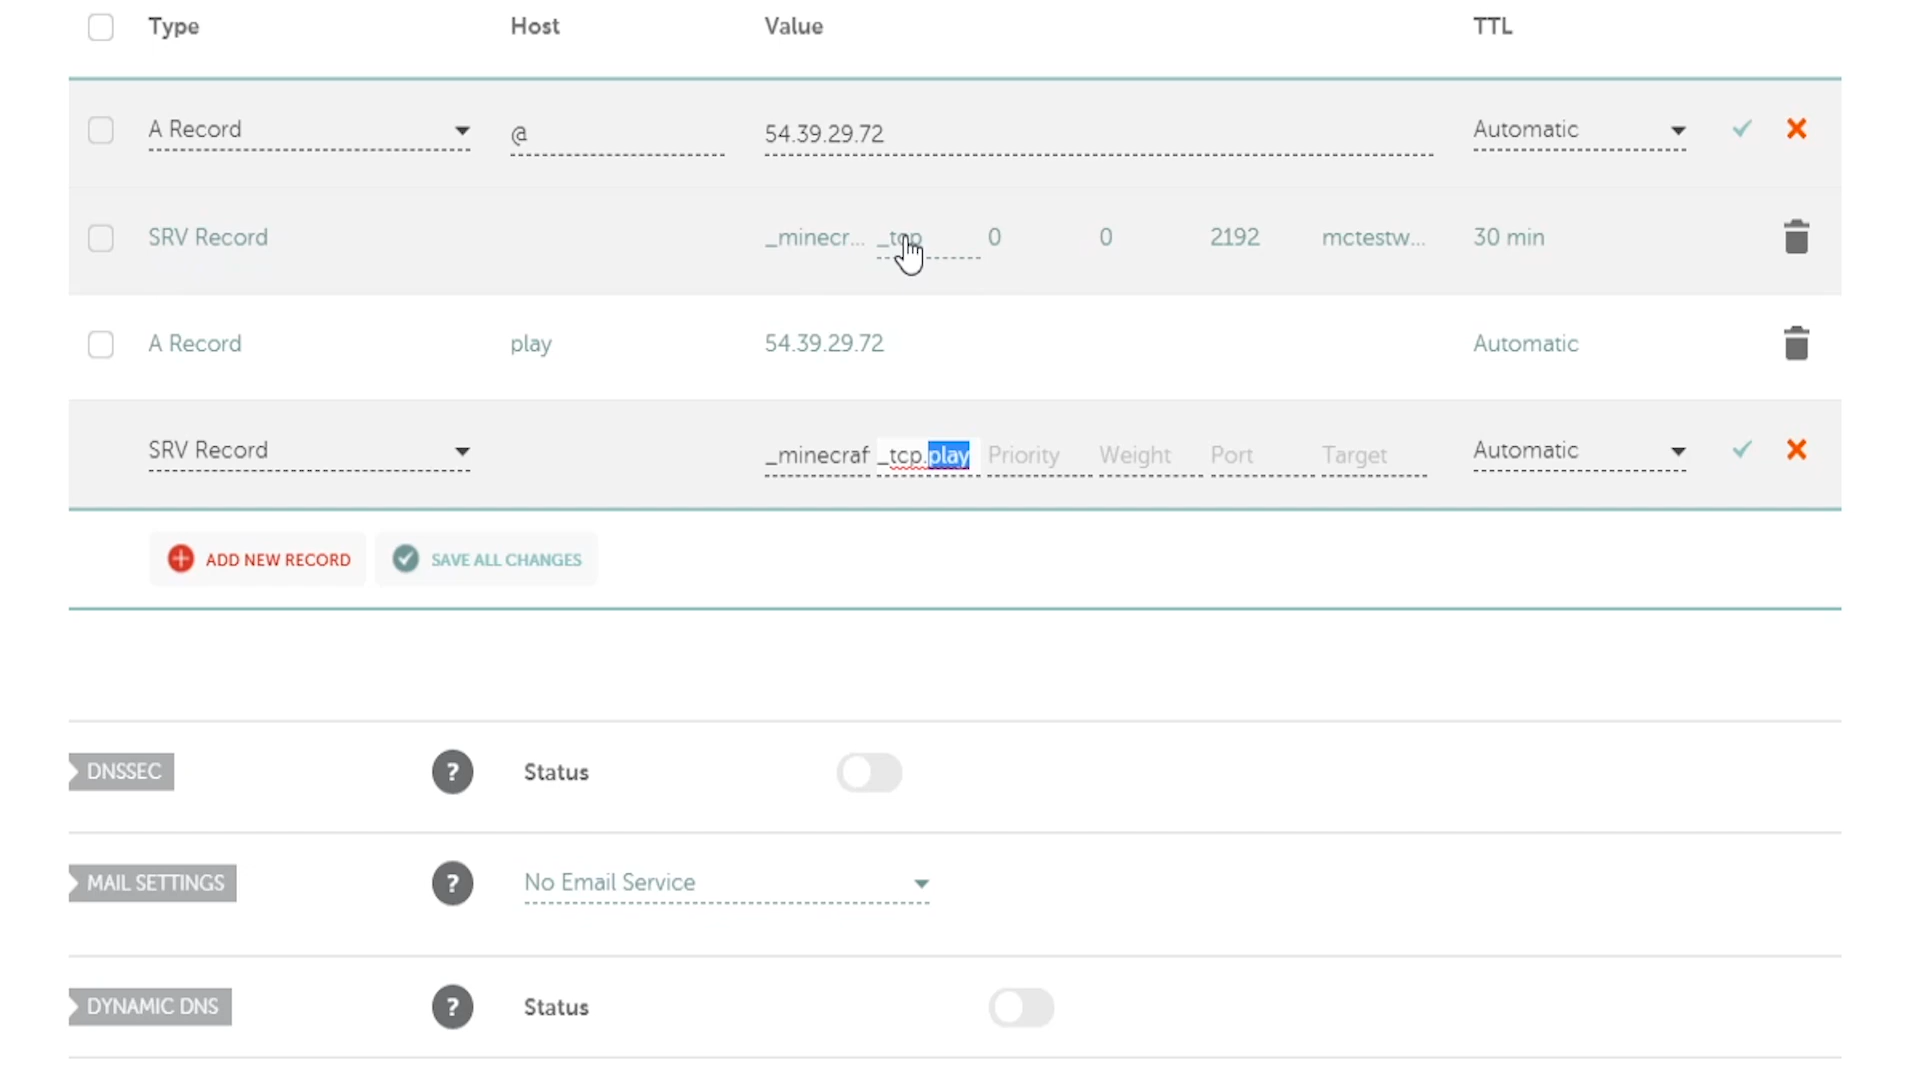 Type Host Value TTL
A Record @ 54.39.29.72 Automatic
SRV Record _minecr... _tcp 0 0 2192 mctestw... 30 min
A Record play 54.39.29.72 Automatic
SRV Record _minecraf _tcp.play Priority Weight Port Target Automatic
ADD NEW RECORD SAVE ALL CHANGES
DNSSEC ? Status
MAIL SETTINGS ? No Email Service
DYNAMIC DNS ? Status